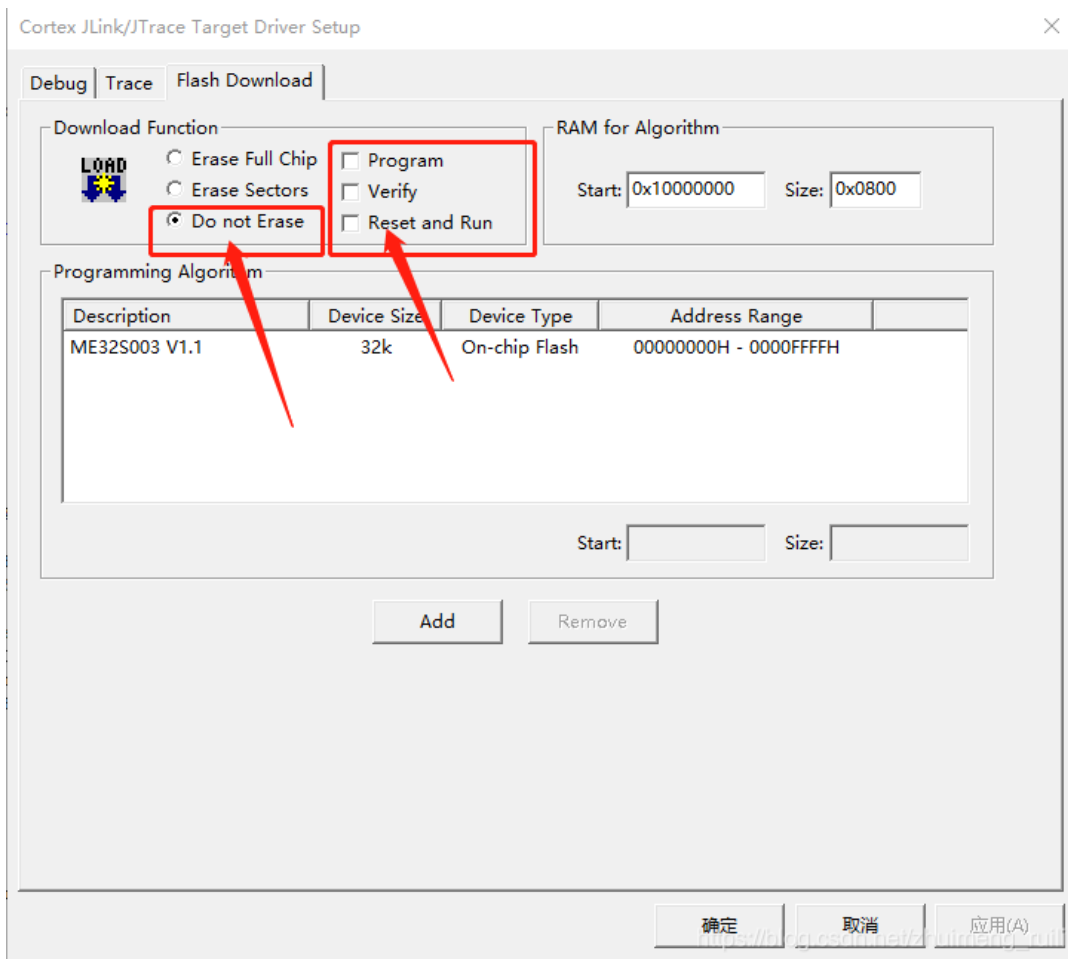 Cortex JLink/JTrace Target Driver Setup
Debug Trace Flash Download
Download Function
LOAD
Erase Full Chip
Erase Sectors
Do not Erase
Program
Verify
Reset and Run
RAM for Algorithm
Start: 0x10000000 Size: 0x0800
Programming Algorithm
Description Device Size Device Type Address Range
ME32S003 V1.1 32k On-chip Flash 00000000H - 0000FFFFH
Start: Size:
Add Remove
确定 取消 应用(A)